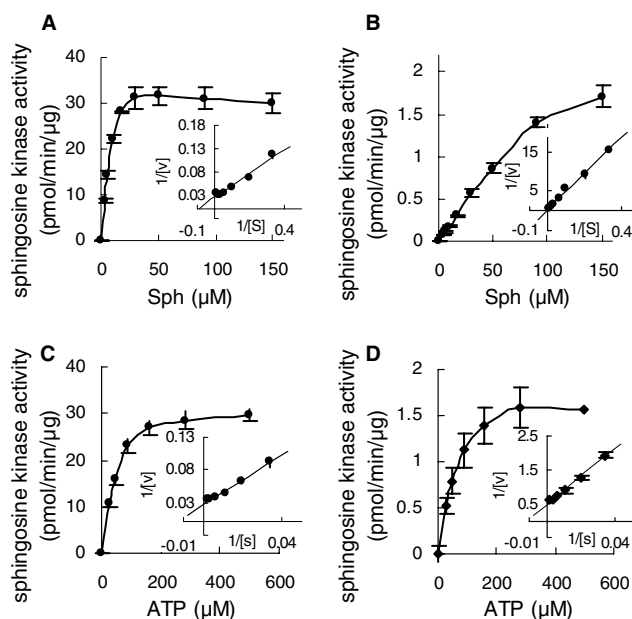 A
sphingosine kinase activity
(pmol/min/µg)
40
30
20
10
0
0 50 100 150
Sph (µM)
1/[v]
0.18
0.13
0.08
0.03
-0.1 1/[S] 0.4
B
sphingosine kinase activity
(pmol/min/µg)
2
1.5
1
0.5
0
0 50 100 150
Sph (µM)
1/[v]
15
5
-0.1 1/[S] 0.4
C
sphingosine kinase activity
(pmol/min/µg)
40
30
20
10
0
0 200 400 600
ATP (µM)
1/[v]
0.13
0.08
0.03
-0.01 1/[s] 0.04
D
sphingosine kinase activity
(pmol/min/µg)
2
1.5
1
0.5
0
0 200 400 600
ATP (µM)
1/[v]
2.5
1.5
0.5
-0.01 1/[s] 0.04